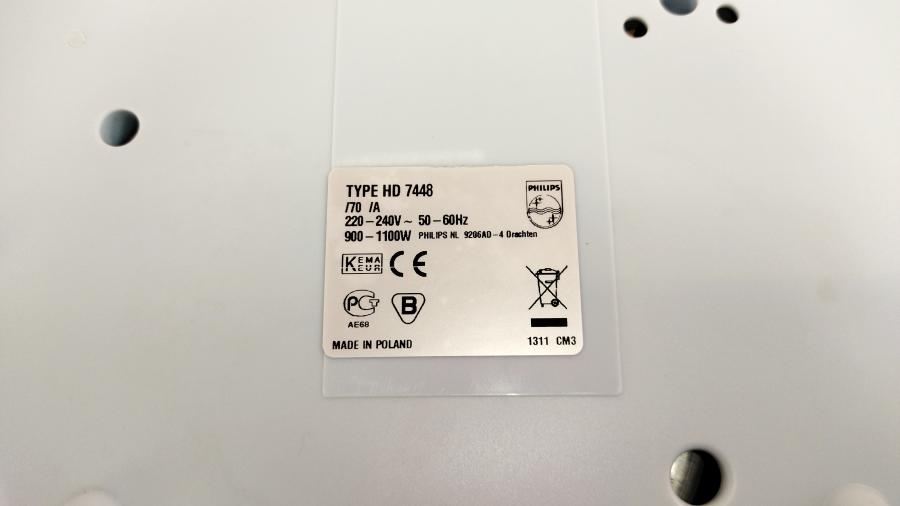 TYPE HD 7448
PHILIPS
/70 /A
220-240V~ 50-60Hz
900-1100W PHILIPS NL 9206AD-4 Drachten
KEMA
KEUR
CE
PCT
B
AE68
MADE IN POLAND
1311 CM3